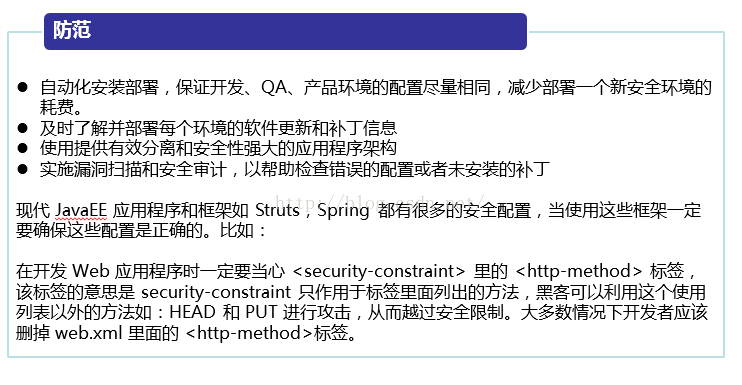 防范
● 自动化安装部署，保证开发、QA、产品环境的配置尽量相同，减少部署一个新安全环境的
耗费。
● 及时了解并部署每个环境的软件更新和补丁信息
● 使用提供有效分离和安全性强大的应用程序架构
● 实施漏洞扫描和安全审计，以帮助检查错误的配置或者未安装的补丁
现代 JavaEE 应用程序和框架如 Struts，Spring 都有很多的安全配置，当使用这些框架一定
要确保这些配置是正确的。比如：
在开发 Web 应用程序时一定要当心 <security-constraint> 里的 <http-method> 标签，
该标签的意思是 security-constraint 只作用于标签里面列出的方法，黑客可以利用这个使用
列表以外的方法如：HEAD 和 PUT 进行攻击，从而越过安全限制。大多数情况下开发者应该
删掉 web.xml 里面的 <http-method>标签。
http://blog.csdn.net/